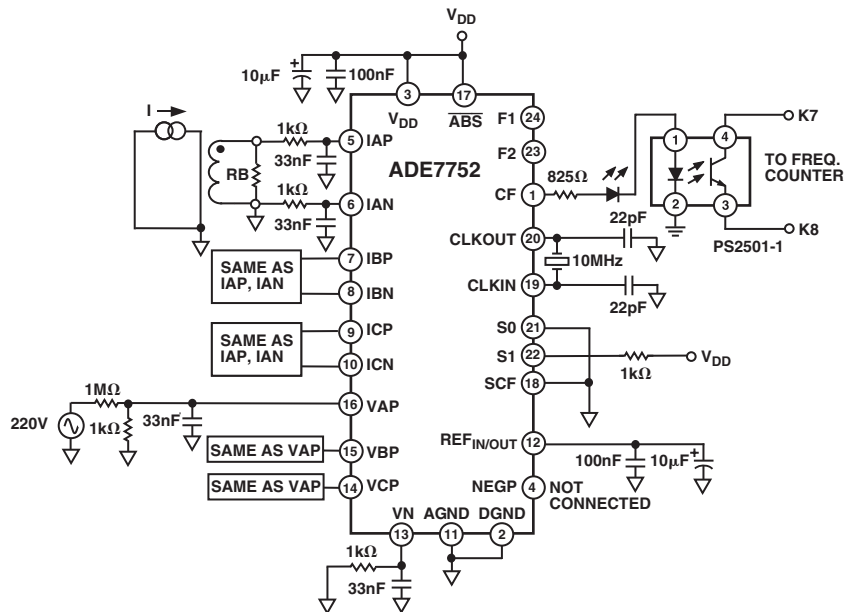 VDD
10µF
+
100nF
3
17
VDD
ABS
F1
24
F2
23
ADE7752
I
1kΩ
5
IAP
33nF
RB
1kΩ
6
IAN
33nF
CF
1
825Ω
1
4
K7
TO FREQ.
COUNTER
2
3
K8
PS2501-1
22pF
CLKOUT
20
10MHz
CLKIN
19
22pF
SAME AS
IAP, IAN
7
IBP
8
IBN
SAME AS
IAP, IAN
9
ICP
10
ICN
S0
21
S1
22
1kΩ
VDD
SCF
18
220V
1MΩ
1kΩ
33nF
16
VAP
SAME AS VAP
15
VBP
SAME AS VAP
14
VCP
REFIN/OUT
12
100nF
10µF
+
NEGP
4
NOT
CONNECTED
VN
AGND
DGND
13
11
2
1kΩ
33nF